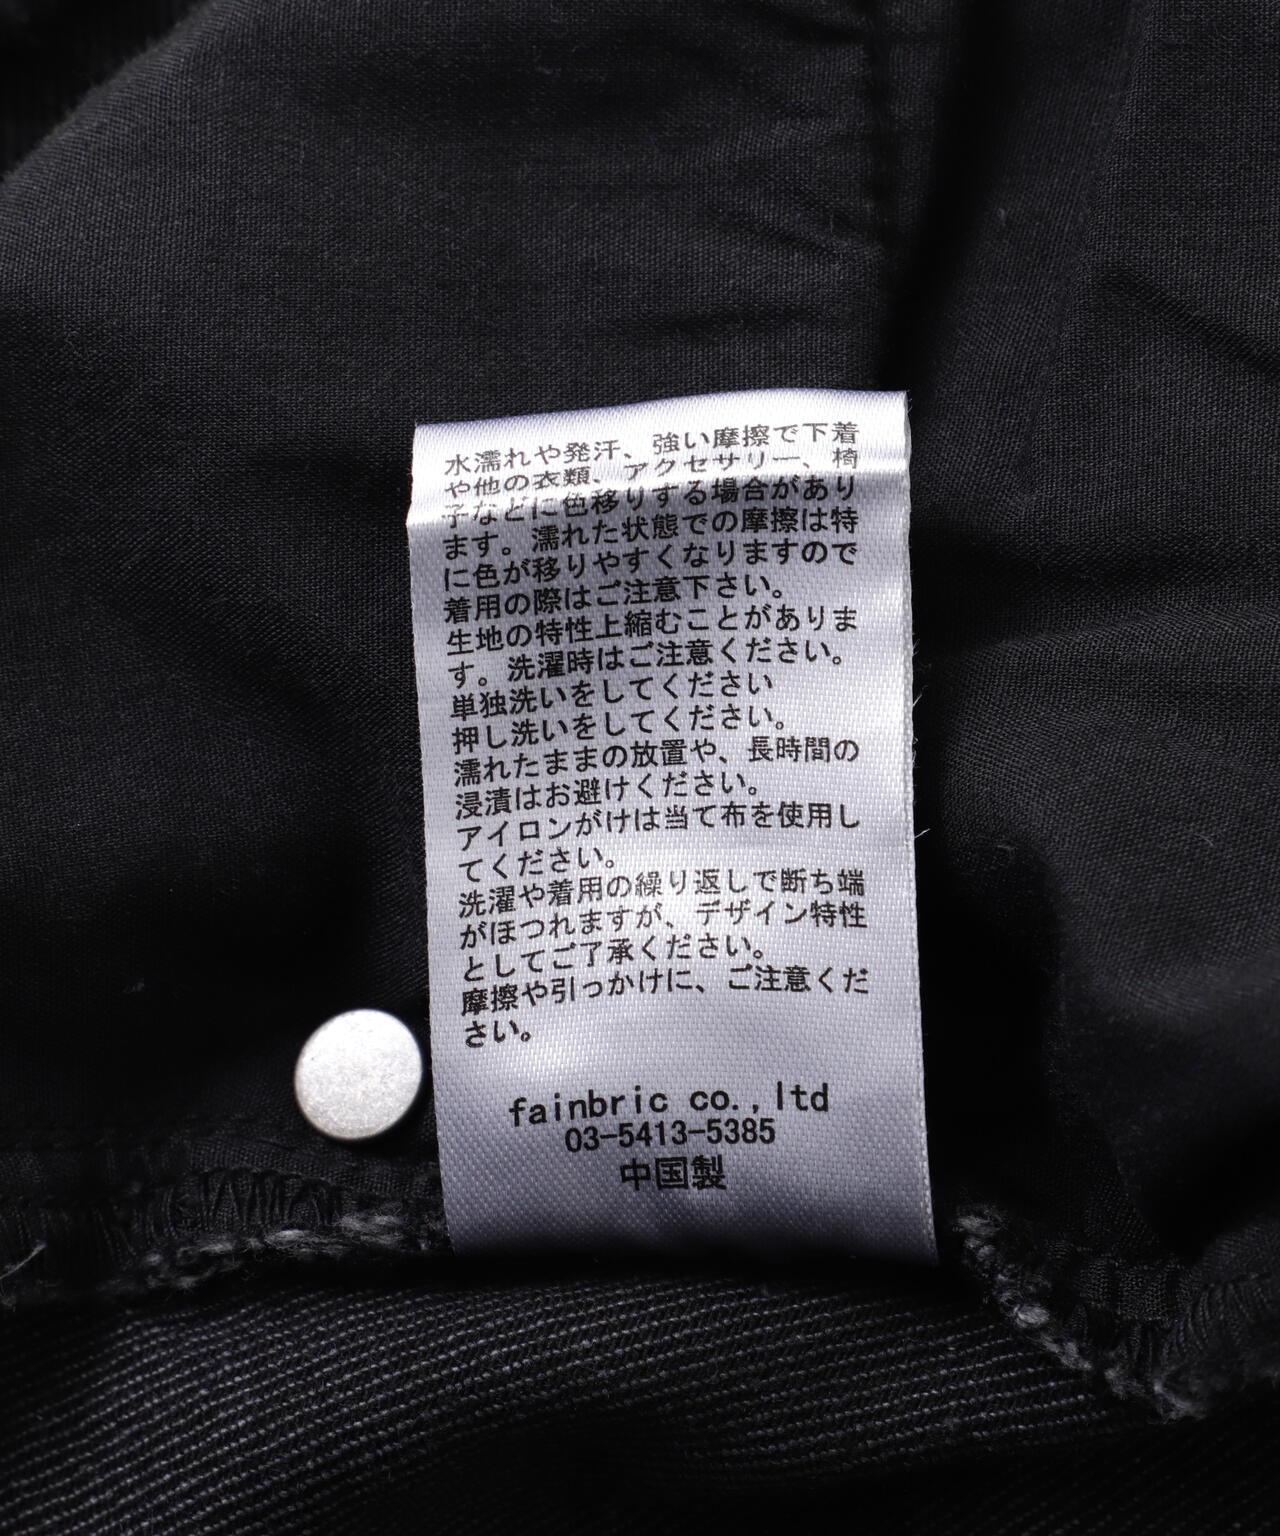 水濡れや発汗、強い摩擦で下着
や他の衣類、アクセサリー、椅
子などに色移りする場合があり
ます。濡れた状態での摩擦は特
に色が移りやすくなりますので
着用の際はご注意下さい。
生地の特性上縮むことがありま
す。洗濯時はご注意ください。
単独洗いをしてください
押し洗いをしてください。
濡れたままの放置や、長時間の
浸漬はお避けください。
アイロンがけは当て布を使用し
てください。
洗濯や着用の繰り返しで断ち端
がほつれますが、デザイン特性
としてご了承ください。
摩擦や引っかけに、ご注意くだ
さい。
fainbric co.,ltd
03-5413-5385
中国製